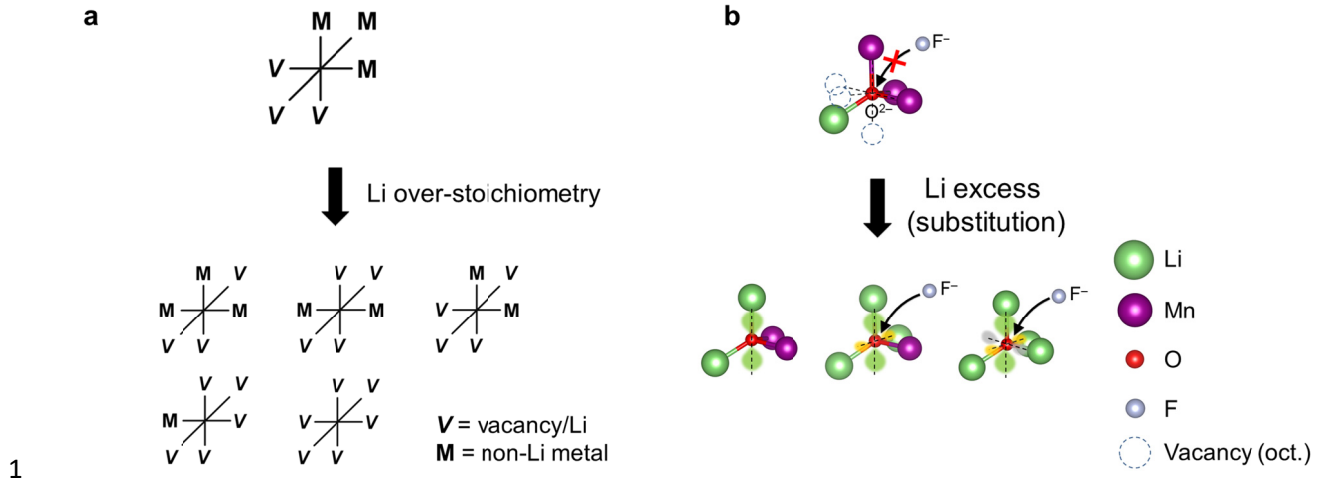 a
M M
V M
V V
Li over-stoichiometry
M V
M M
V V
V V
M M
V V
M V
V M
V V
V V
M V
V V
V V
V V
V V
V = vacancy/Li
M = non-Li metal
b
F⁻
O²⁻
Li excess
(substitution)
F⁻
F⁻
Li
Mn
O
F
Vacancy (oct.)
1